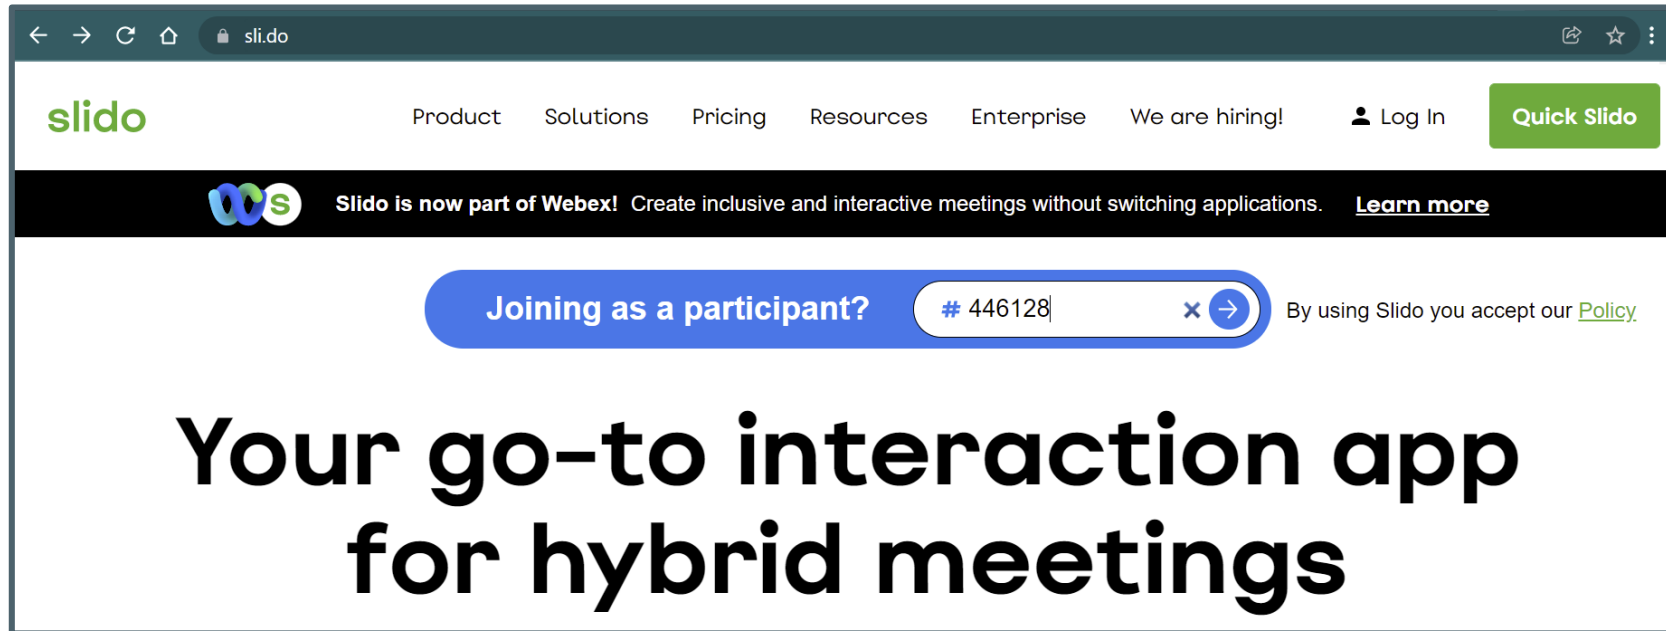 sli.do
slido Product Solutions Pricing Resources Enterprise We are hiring! Log In Quick Slido
S Slido is now part of Webex! Create inclusive and interactive meetings without switching applications. Learn more
Joining as a participant? # 446128 By using Slido you accept our Policy
Your go-to interaction app
for hybrid meetings